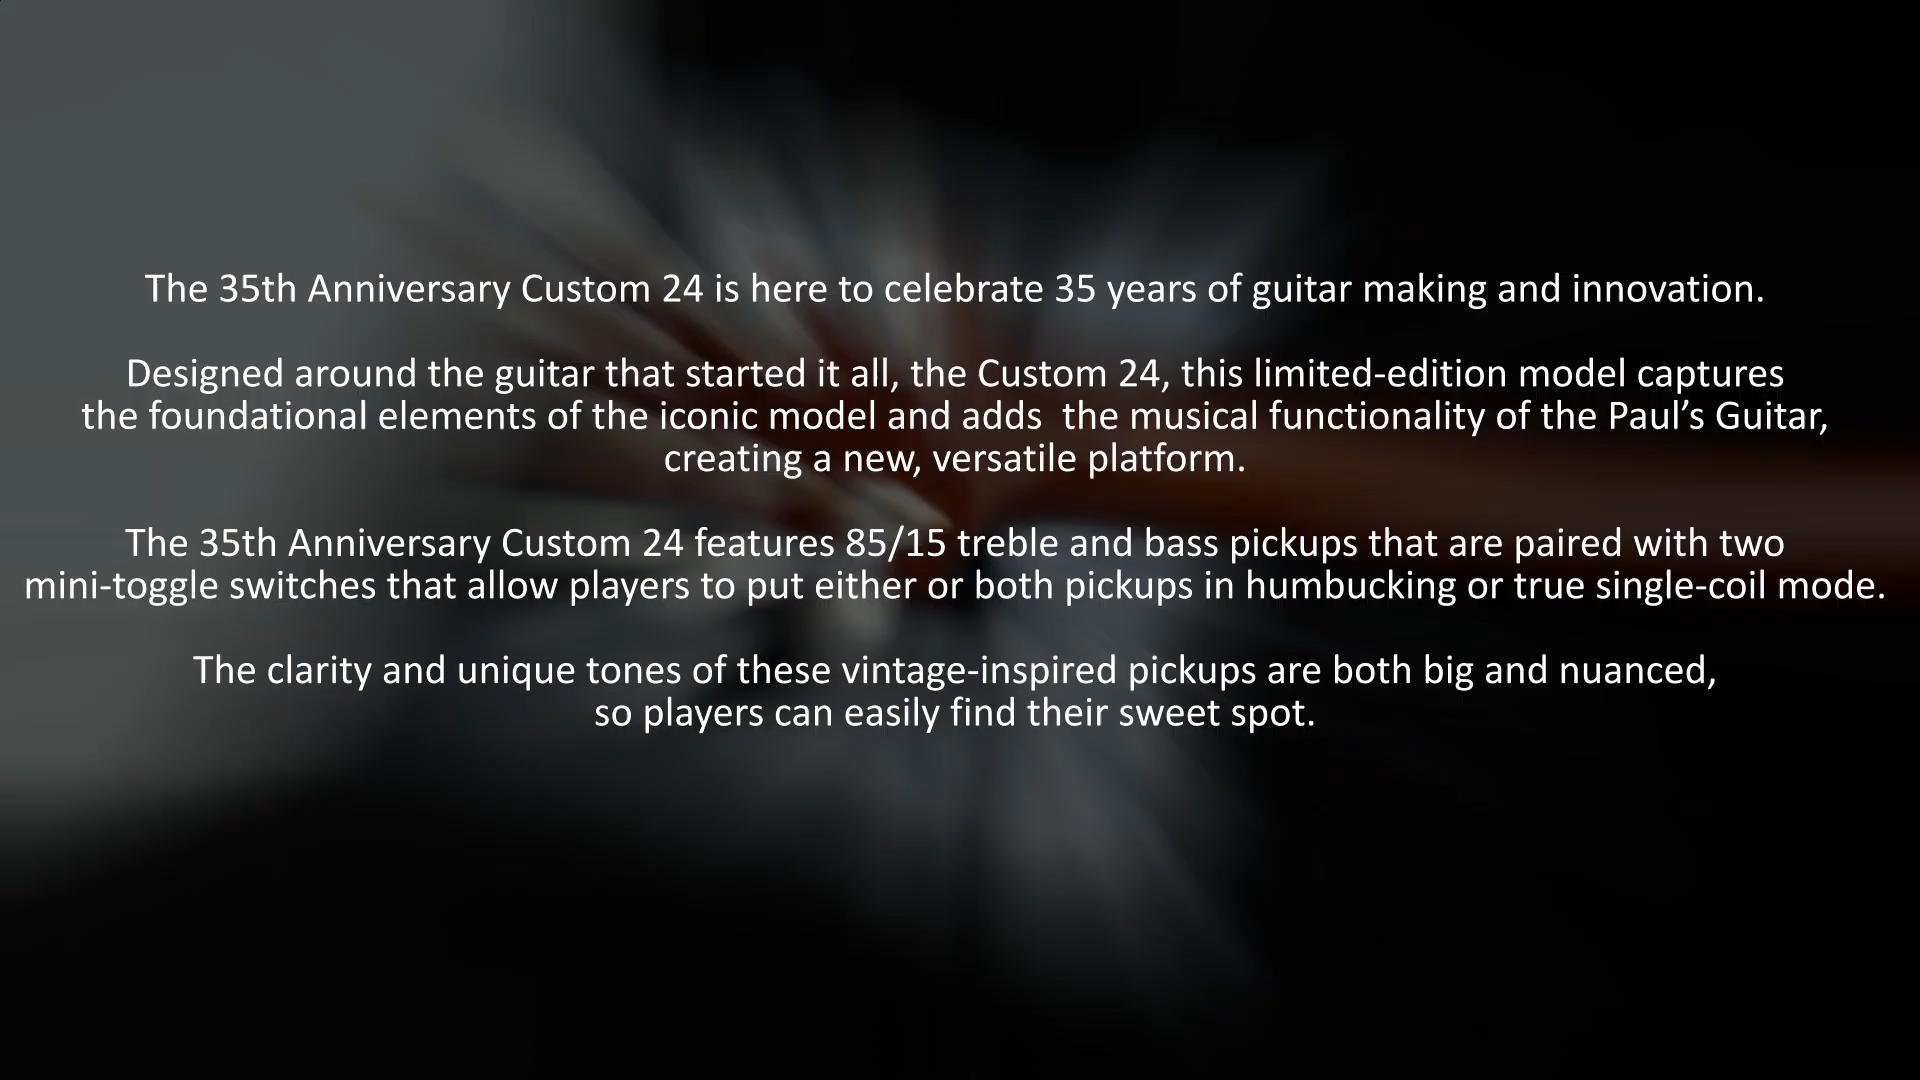 The 35th Anniversary Custom 24 is here to celebrate 35 years of guitar making and innovation.
Designed around the guitar that started it all, the Custom 24, this limited-edition model captures
the foundational elements of the iconic model and adds  the musical functionality of the Paul’s Guitar,
creating a new, versatile platform.
The 35th Anniversary Custom 24 features 85/15 treble and bass pickups that are paired with two
mini-toggle switches that allow players to put either or both pickups in humbucking or true single-coil mode.
The clarity and unique tones of these vintage-inspired pickups are both big and nuanced,
so players can easily find their sweet spot.